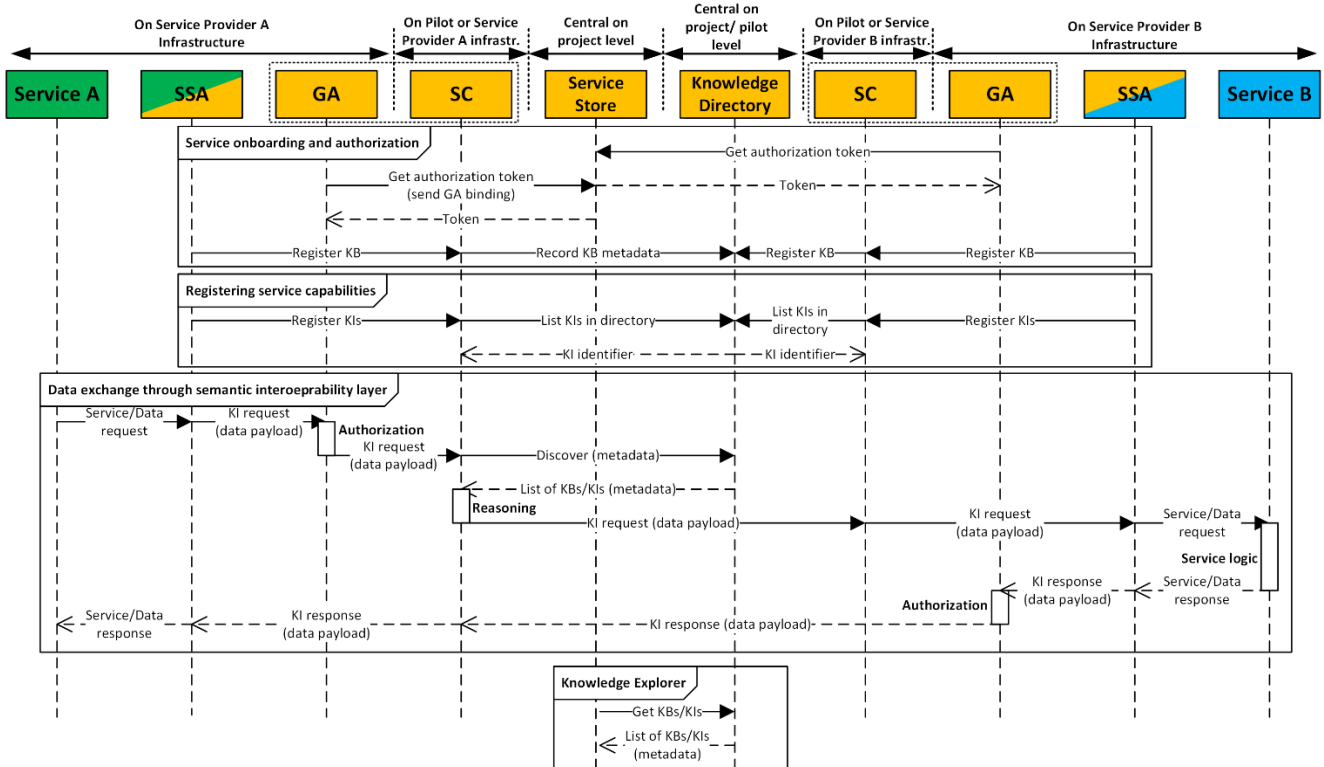 On Service Provider A
Infrastructure
On Pilot or Service
Provider A infrastr.
Central on
project level
Central on
project/ pilot
level
On Pilot or Service
Provider B infrastr.
On Service Provider B
Infrastructure
Service A
SSA
GA
SC
Service
Store
Knowledge
Directory
SC
GA
SSA
Service B
Service onboarding and authorization
Get authorization token
Get authorization token
(send GA binding)
Token
Token
Register KB
Record KB metadata
Register KB
Register KB
Registering service capabilities
Register KIs
List KIs in directory
List KIs in
directory
Register KIs
KI identifier
KI identifier
Data exchange through semantic interoeprability layer
Service/Data
request
KI request
(data payload)
Authorization
KI request
(data payload)
Discover (metadata)
List of KBs/KIs (metadata)
Reasoning
KI request (data payload)
KI request
(data payload)
Service/Data
request
Service logic
KI response
(data payload)
Service/Data
response
Authorization
Service/Data
response
KI response
(data payload)
KI response (data payload)
Knowledge Explorer
Get KBs/KIs
List of KBs/KIs
(metadata)